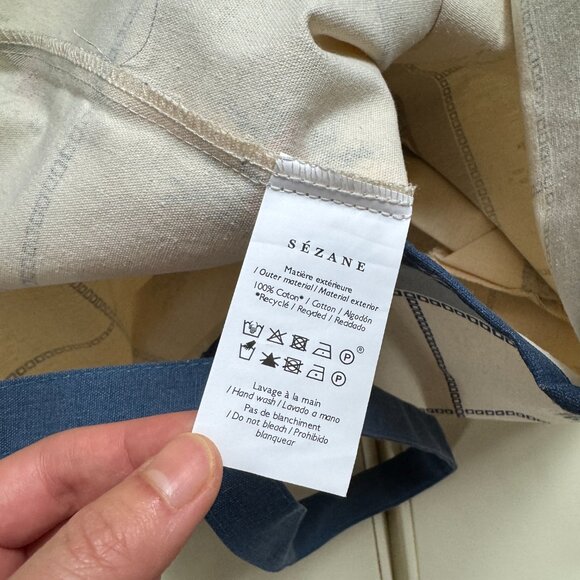 SÉZANE
Matière extérieure
/ Outer material / Material exterior
100% Coton* / Cotton / Algodón
*Recyclé / Recycled / Reciclado
P ®
P
Lavage à la main
/ Hand wash / Lavado a mano
Pas de blanchiment
/ Do not bleach / Prohibido
blanquear